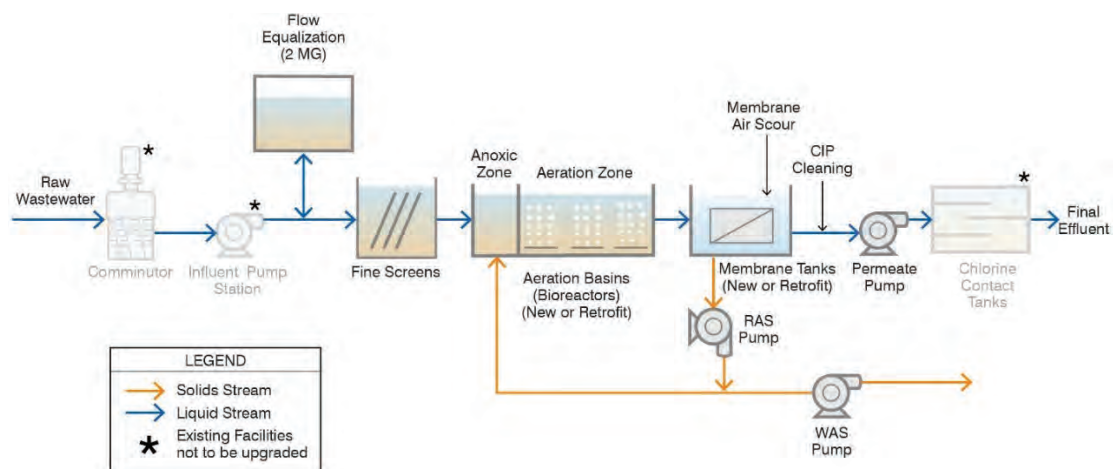 Flow
Equalization
(2 MG)
Membrane
Air Scour
CIP
Cleaning
Anoxic
Zone
Aeration Zone
*
Raw
Wastewater
*
*
Final
Effluent
Comminutor
Influent Pump
Station
Fine Screens
Aeration Basins
(Bioreactors)
(New or Retrofit)
Membrane Tanks
(New or Retrofit)
Permeate
Pump
Chlorine
Contact
Tanks
RAS
Pump
WAS
Pump
LEGEND
Solids Stream
Liquid Stream
* Existing Facilities
not to be upgraded